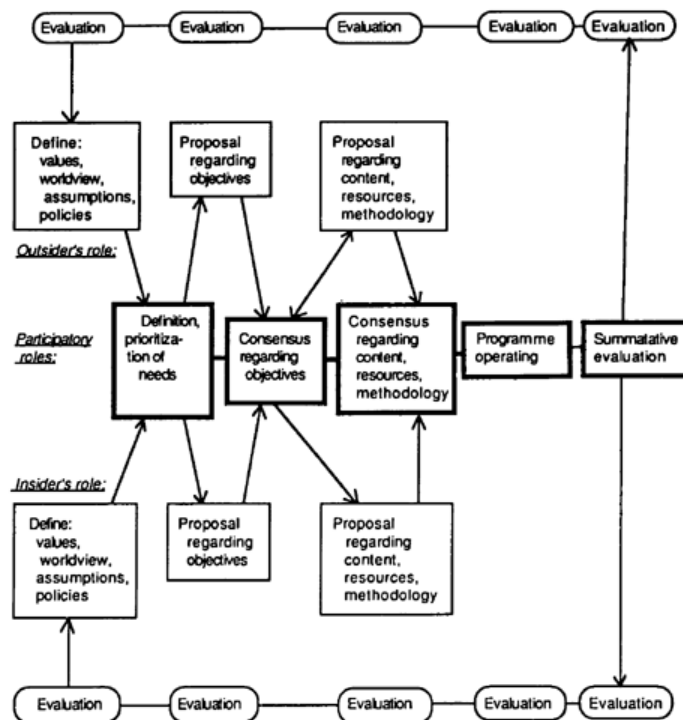 Evaluation
Evaluation
Evaluation
Evaluation
Evaluation
Define:
values,
worldview,
assumptions,
policies
Proposal
regarding
objectives
Proposal
regarding
content,
resources,
methodology
Outsider's role:
Participatory
roles:
Definition,
prioritiza-
tion of
needs
Consensus
regarding
objectives
Consensus
regarding
content,
resources,
methodology
Programme
operating
Summatative
evaluation
Insider's role:
Define:
values,
worldview,
assumptions,
policies
Proposal
regarding
objectives
Proposal
regarding
content,
resources,
methodology
Evaluation
Evaluation
Evaluation
Evaluation
Evaluation